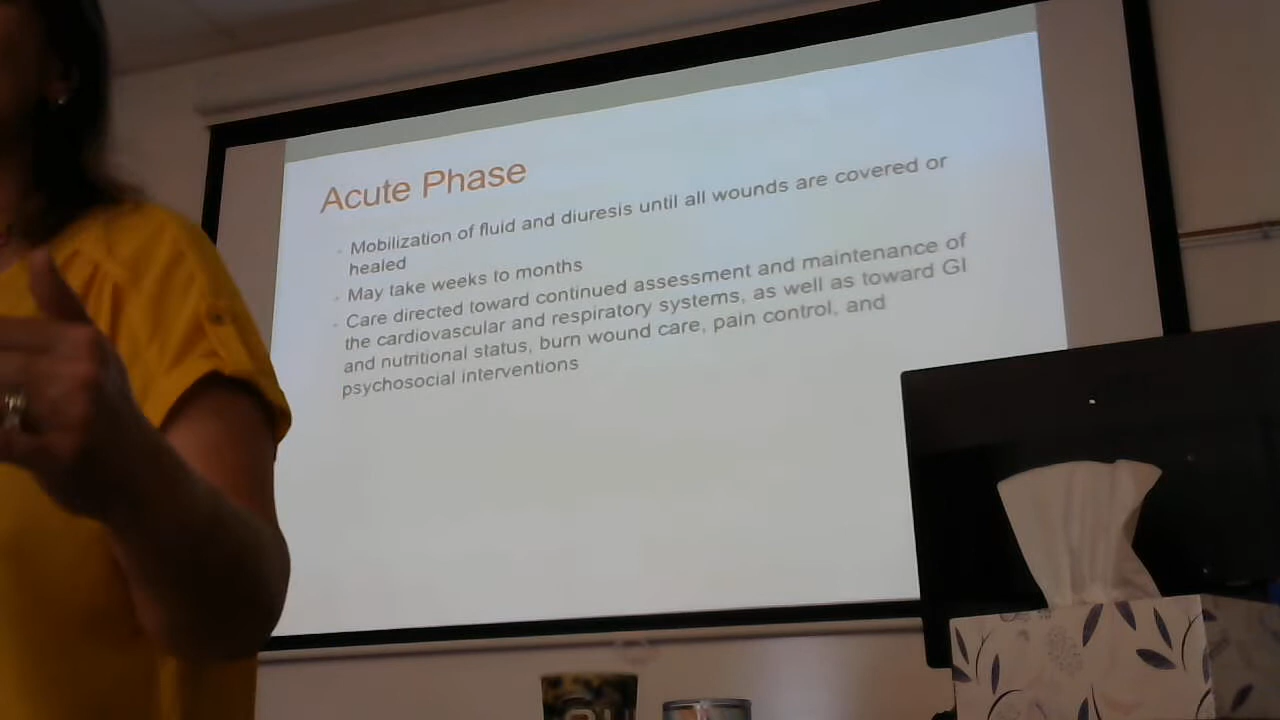 Acute Phase
Mobilization of fluid and diuresis until all wounds are covered or
healed
May take weeks to months
Care directed toward continued assessment and maintenance of
the cardiovascular and respiratory systems, as well as toward GI
and nutritional status, burn wound care, pain control, and
psychosocial interventions